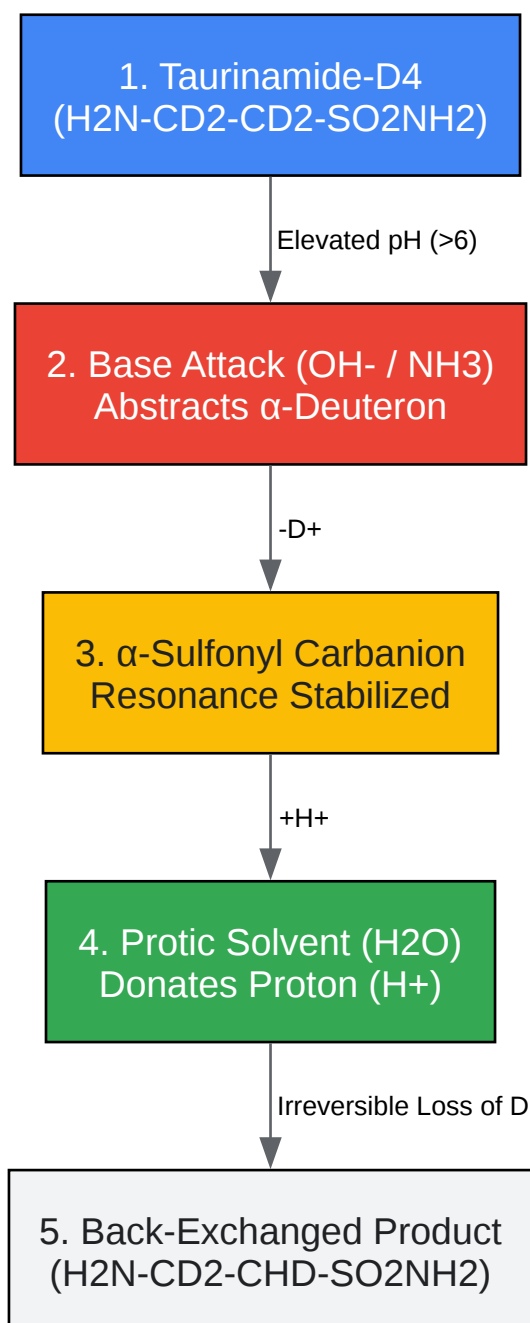 1. Taurinamide-D4
(H2N-CD2-CD2-SO2NH2)
Elevated pH (>6)
2. Base Attack (OH- / NH3)
Abstracts α-Deuteron
-D+
3. α-Sulfonyl Carbanion
Resonance Stabilized
+H+
4. Protic Solvent (H2O)
Donates Proton (H+)
Irreversible Loss of D
5. Back-Exchanged Product
(H2N-CD2-CHD-SO2NH2)